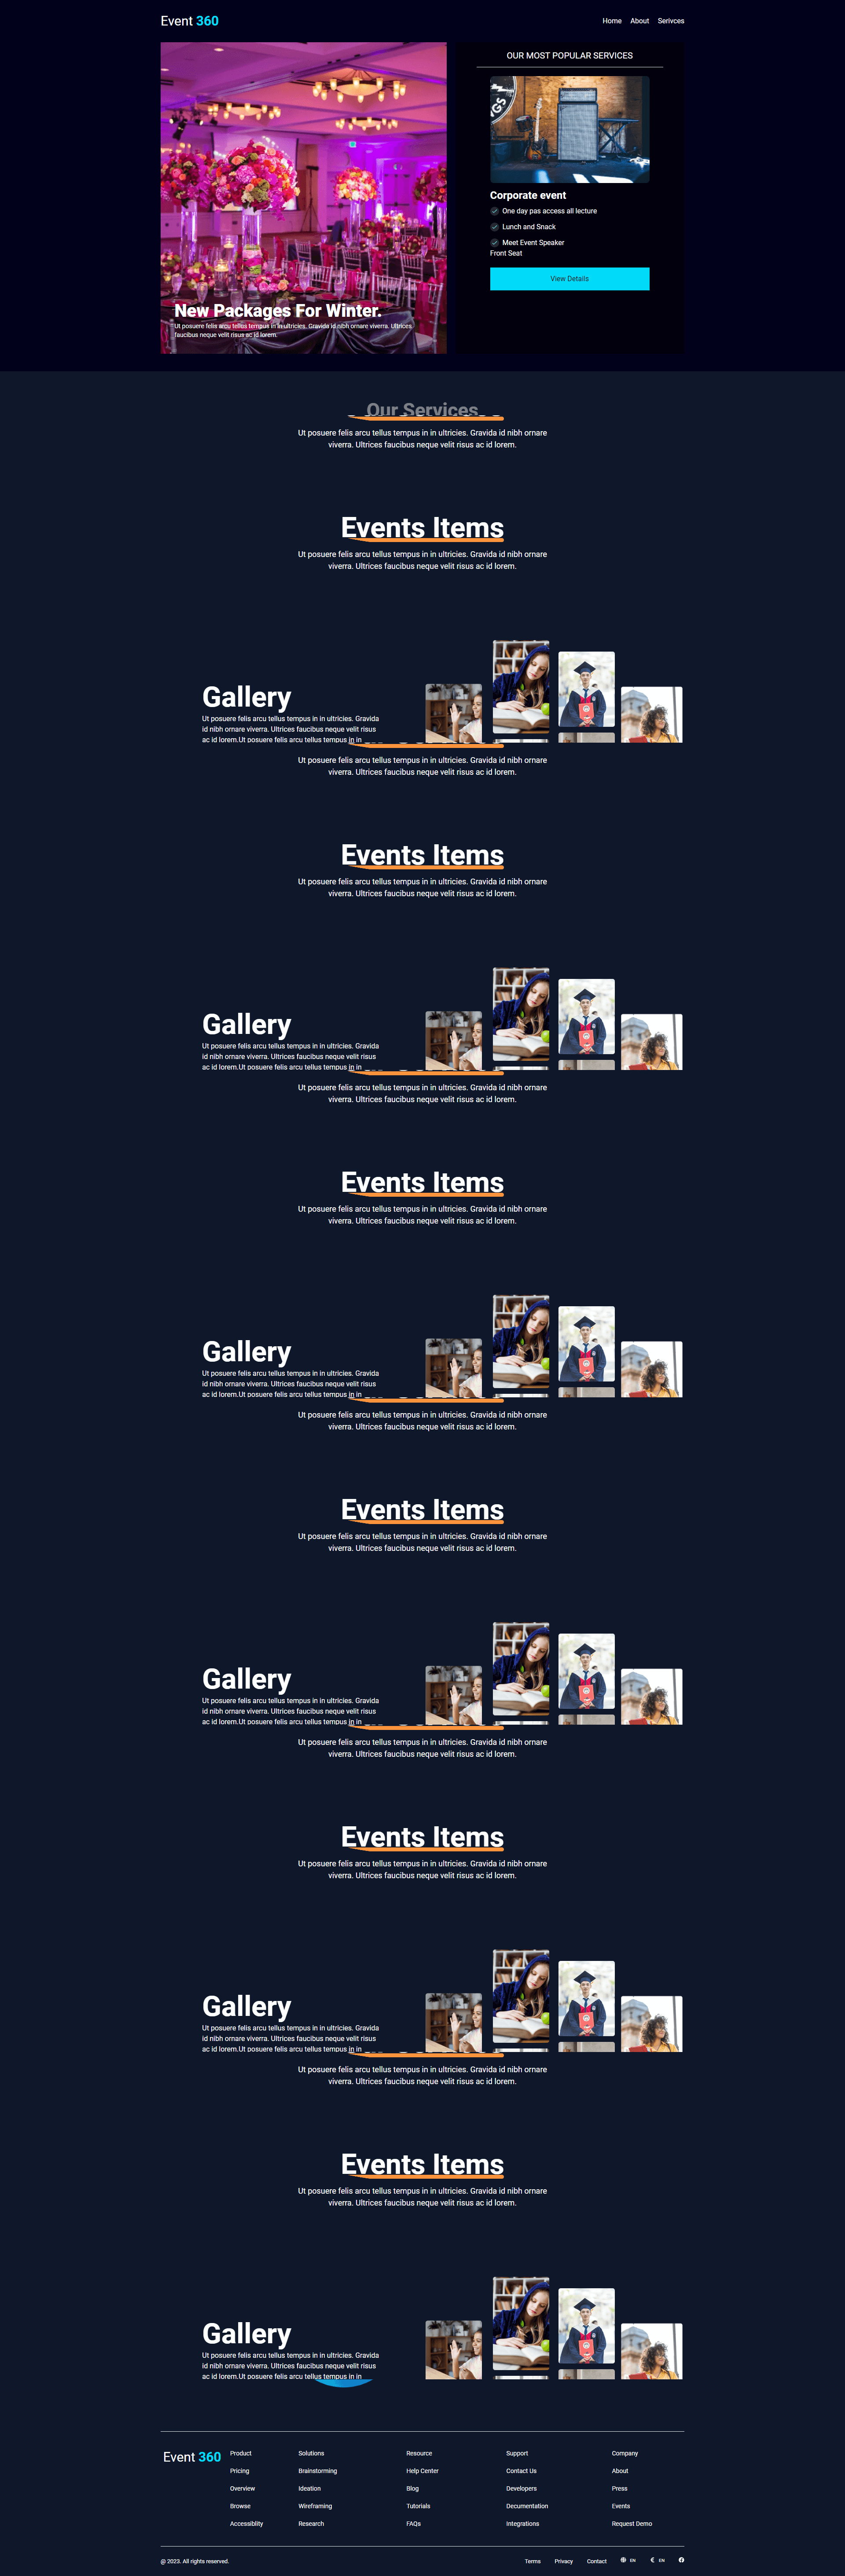 Event 360
Home About Serivces
OUR MOST POPULAR SERVICES
Corporate event
One day pas access all lecture
Lunch and Snack
Meet Event Speaker
Front Seat
View Details
New Packages For Winter.
Ut posuere felis arcu tellus tempus in in ultricies. Gravida id nibh ornare viverra. Ultrices
faucibus neque velit risus ac id lorem.
Our Services
Ut posuere felis arcu tellus tempus in in ultricies. Gravida id nibh ornare
viverra. Ultrices faucibus neque velit risus ac id lorem.
Events Items
Ut posuere felis arcu tellus tempus in in ultricies. Gravida id nibh ornare
viverra. Ultrices faucibus neque velit risus ac id lorem.
Gallery
Ut posuere felis arcu tellus tempus in in ultricies. Gravida
id nibh ornare viverra. Ultrices faucibus neque velit risus
ac id lorem.Ut posuere felis arcu tellus tempus in in
Ut posuere felis arcu tellus tempus in in ultricies. Gravida id nibh ornare
viverra. Ultrices faucibus neque velit risus ac id lorem.
Events Items
Ut posuere felis arcu tellus tempus in in ultricies. Gravida id nibh ornare
viverra. Ultrices faucibus neque velit risus ac id lorem.
Gallery
Ut posuere felis arcu tellus tempus in in ultricies. Gravida
id nibh ornare viverra. Ultrices faucibus neque velit risus
ac id lorem.Ut posuere felis arcu tellus tempus in in
Ut posuere felis arcu tellus tempus in in ultricies. Gravida id nibh ornare
viverra. Ultrices faucibus neque velit risus ac id lorem.
Events Items
Ut posuere felis arcu tellus tempus in in ultricies. Gravida id nibh ornare
viverra. Ultrices faucibus neque velit risus ac id lorem.
Gallery
Ut posuere felis arcu tellus tempus in in ultricies. Gravida
id nibh ornare viverra. Ultrices faucibus neque velit risus
ac id lorem.Ut posuere felis arcu tellus tempus in in
Ut posuere felis arcu tellus tempus in in ultricies. Gravida id nibh ornare
viverra. Ultrices faucibus neque velit risus ac id lorem.
Events Items
Ut posuere felis arcu tellus tempus in in ultricies. Gravida id nibh ornare
viverra. Ultrices faucibus neque velit risus ac id lorem.
Gallery
Ut posuere felis arcu tellus tempus in in ultricies. Gravida
id nibh ornare viverra. Ultrices faucibus neque velit risus
ac id lorem.Ut posuere felis arcu tellus tempus in in
Ut posuere felis arcu tellus tempus in in ultricies. Gravida id nibh ornare
viverra. Ultrices faucibus neque velit risus ac id lorem.
Events Items
Ut posuere felis arcu tellus tempus in in ultricies. Gravida id nibh ornare
viverra. Ultrices faucibus neque velit risus ac id lorem.
Gallery
Ut posuere felis arcu tellus tempus in in ultricies. Gravida
id nibh ornare viverra. Ultrices faucibus neque velit risus
ac id lorem.Ut posuere felis arcu tellus tempus in in
Ut posuere felis arcu tellus tempus in in ultricies. Gravida id nibh ornare
viverra. Ultrices faucibus neque velit risus ac id lorem.
Events Items
Ut posuere felis arcu tellus tempus in in ultricies. Gravida id nibh ornare
viverra. Ultrices faucibus neque velit risus ac id lorem.
Gallery
Ut posuere felis arcu tellus tempus in in ultricies. Gravida
id nibh ornare viverra. Ultrices faucibus neque velit risus
ac id lorem.Ut posuere felis arcu tellus tempus in in
Event 360
Product Solutions Resource Support Company
Pricing Brainstorming Help Center Contact Us About
Overview Ideation Blog Developers Press
Browse Wireframing Tutorials Decumentation Events
Accessiblity Research FAQs Integrations Request Demo
@ 2023. All rights reserved.
Terms Privacy Contact EN € EN